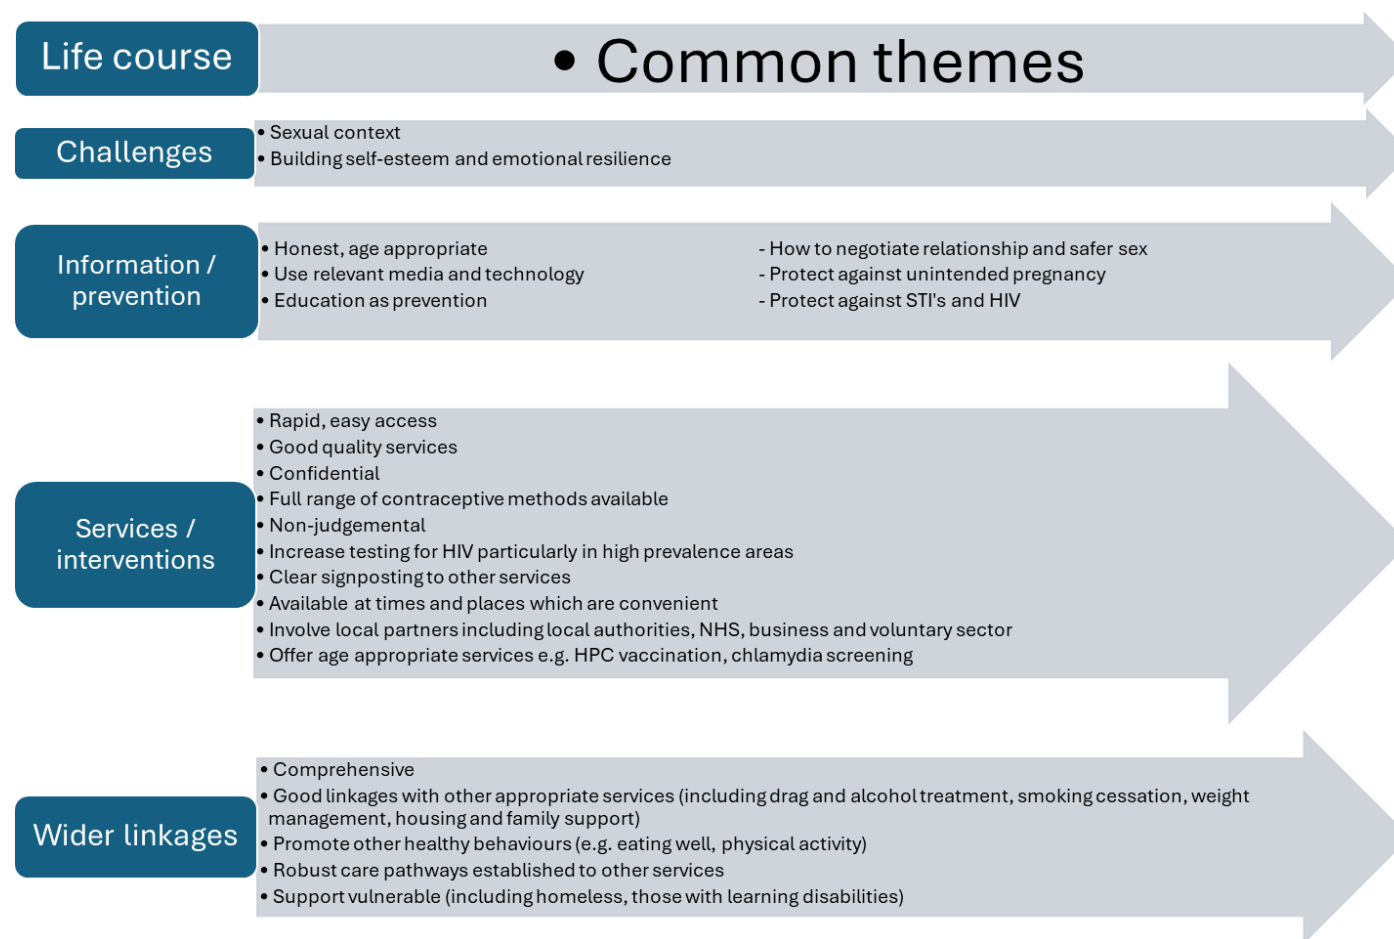 Life course
• Common themes
Challenges
• Sexual context
• Building self-esteem and emotional resilience
Information /
prevention
• Honest, age appropriate
• Use relevant media and technology
• Education as prevention
- How to negotiate relationship and safer sex
- Protect against unintended pregnancy
- Protect against STI's and HIV
Services /
interventions
• Rapid, easy access
• Good quality services
• Confidential
• Full range of contraceptive methods available
• Non-judgemental
• Increase testing for HIV particularly in high prevalence areas
• Clear signposting to other services
• Available at times and places which are convenient
• Involve local partners including local authorities, NHS, business and voluntary sector
• Offer age appropriate services e.g. HPC vaccination, chlamydia screening
Wider linkages
• Comprehensive
• Good linkages with other appropriate services (including drag and alcohol treatment, smoking cessation, weight
management, housing and family support)
• Promote other healthy behaviours (e.g. eating well, physical activity)
• Robust care pathways established to other services
• Support vulnerable (including homeless, those with learning disabilities)